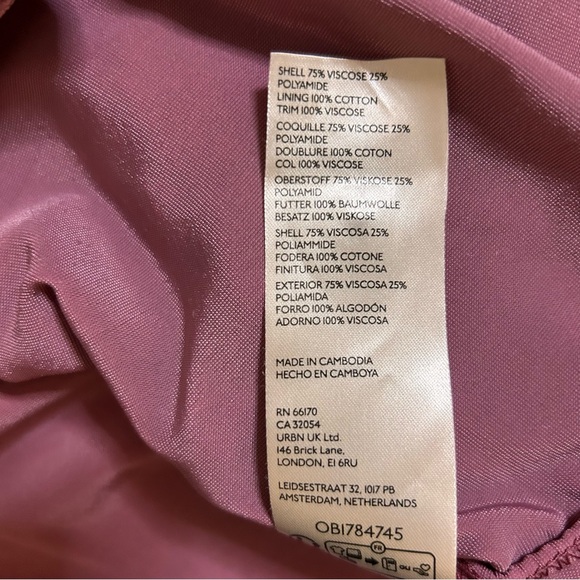 SHELL 75% VISCOSE 25%
POLYAMIDE
LINING 100% COTTON
TRIM 100% VISCOSE
COQUILLE 75% VISCOSE 25%
POLYAMIDE
DOUBLURE 100% COTON
COL 100% VISCOSE
OBERSTOFF 75% VISKOSE 25%
POLYAMID
FUTTER 100% BAUMWOLLE
BESATZ 100% VISKOSE
SHELL 75% VISCOSA 25%
POLIAMMIDE
FODERA 100% COTONE
FINITURA 100% VISCOSA
EXTERIOR 75% VISCOSA 25%
POLIAMIDA
FORRO 100% ALGODÓN
ADORNO 100% VISCOSA
MADE IN CAMBODIA
HECHO EN CAMBOYA
RN 66170
CA 32054
URBN UK Ltd.
146 Brick Lane,
LONDON, E1 6RU
LEIDSESTRAAT 32, 1017 PB
AMSTERDAM, NETHERLANDS
OB1784745
FR
OU